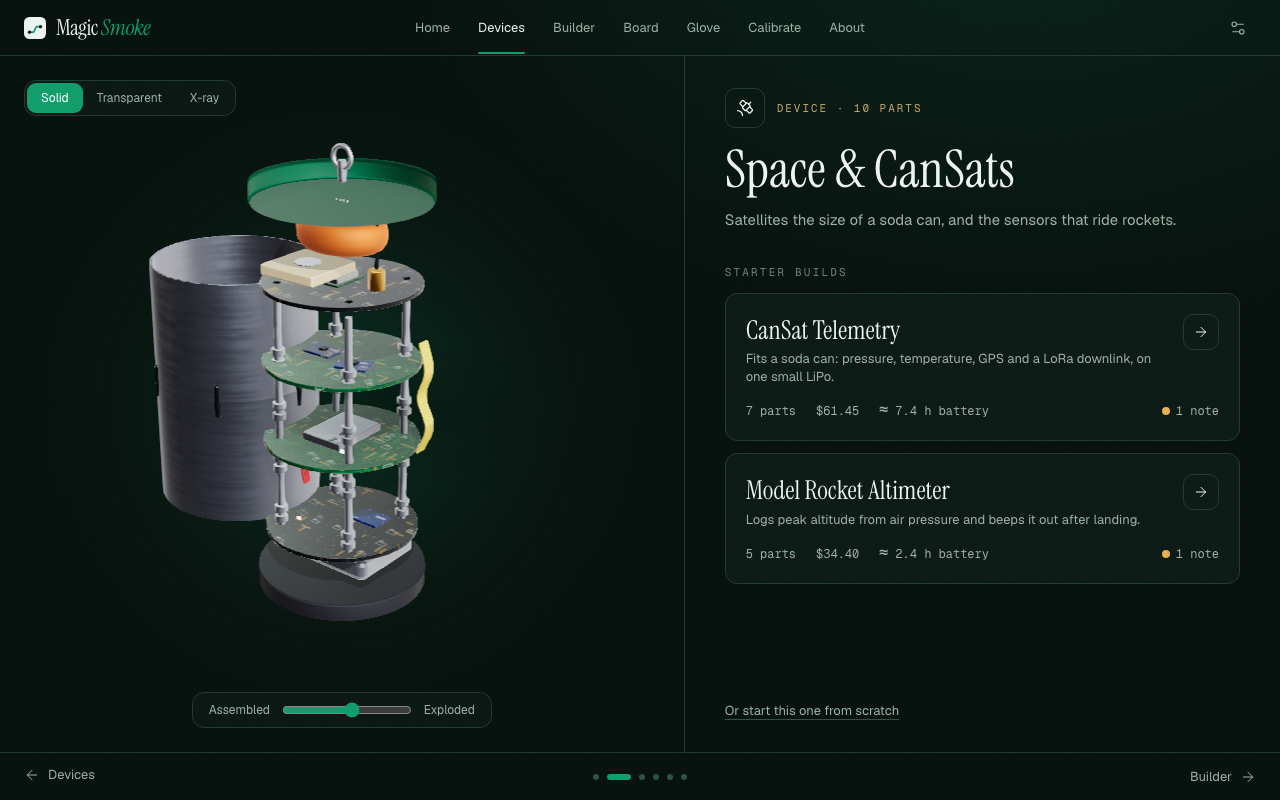 Magic Smoke
Home
Devices
Builder
Board
Glove
Calibrate
About
Solid
Transparent
X-ray
DEVICE · 10 PARTS
Space & CanSats
Satellites the size of a soda can, and the sensors that ride rockets.
STARTER BUILDS
CanSat Telemetry
Fits a soda can: pressure, temperature, GPS and a LoRa downlink, on
one small LiPo.
7 parts $61.45 ≈ 7.4 h battery
1 note
Model Rocket Altimeter
Logs peak altitude from air pressure and beeps it out after landing.
5 parts $34.40 ≈ 2.4 h battery
1 note
Assembled
Exploded
Or start this one from scratch
Devices
Builder